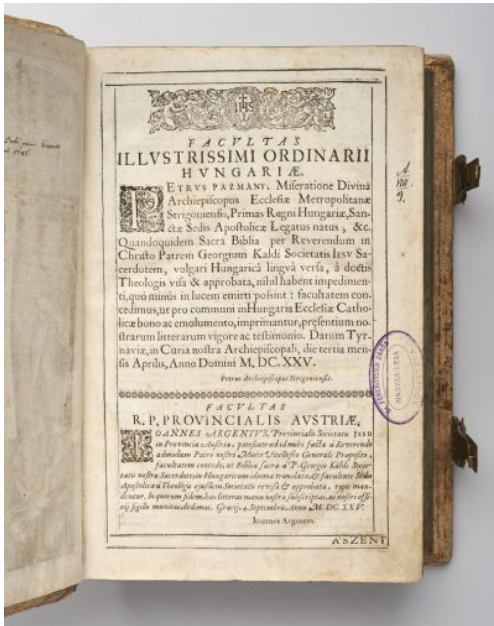 IHS
FACVLTAS
ILLVSTRISSIMI ORDINARII
HVNGARIÆ.
PETRVS PAZMANY, Miseratione Divina
Archiepiscopus Ecclesiæ Metropolitanæ
Strigoniensis, Primas Regni Hungariæ, San-
ctæ Sedis Apostolicæ Legatus natus, &c.
Quandoquidem Sacra Biblia per Reverendum in
Christo Patrem Georgium Kaldi Societatis IESV Sa-
cerdotem, vulgari Hungaricâ linguâ versa, â doctis
Theologis visa & approbata, nihil habent impedimen-
ti, quô minùs in lucem emitti possint: facultatem con-
cedimus, ut pro communi in Hungaria Ecclesiæ Catho-
licæ bono ac emolumento, imprimantur, præsentium no-
strarum litterarum vigore ac testimonio. Datum Tyr-
naviæ, in Curia nostra Archiepiscopali, die tertia men-
sis Aprilis, Anno Domini M, DC. XXV.
Petrus Archiepiscopus Strigoniensis.
FACVLTAS
R. P. PROVINCIALIS AVSTRIÆ,
IOANNES ARGENTVS, Provincialis Societatis IESV
in Provincia Austriæ, potestate ad id mihi facta à Reverendo
admodum Patre nostro Mutio Vitellesco Generali Præposito,
facultatem concedo, ut Biblia sacra à P. Georgio Káldi Socie-
tatis nostræ Sacerdote in Hungaricum idioma translata, & facultate Sedis
Apostolicæ à Theologis ejusdem Societatis revisa & approbata, typis man-
dentur. In quorum fidem has litteras manu nostra subscriptas, ac nostri offi-
cij sigillo munitas dedimus. Græcij, 4. Septembris, Anno M. DC. XXV.
Ioannes Argentus.
A'SZENT